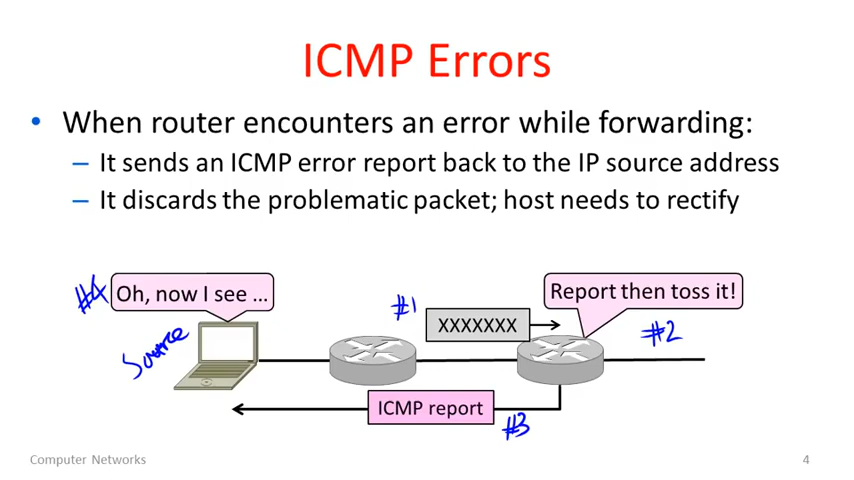 ICMP Errors
• When router encounters an error while forwarding:
– It sends an ICMP error report back to the IP source address
– It discards the problematic packet; host needs to rectify
#4
Oh, now I see …
#1
XXXXXXX
Report then toss it!
#2
Source
ICMP report
#3
Computer Networks
4